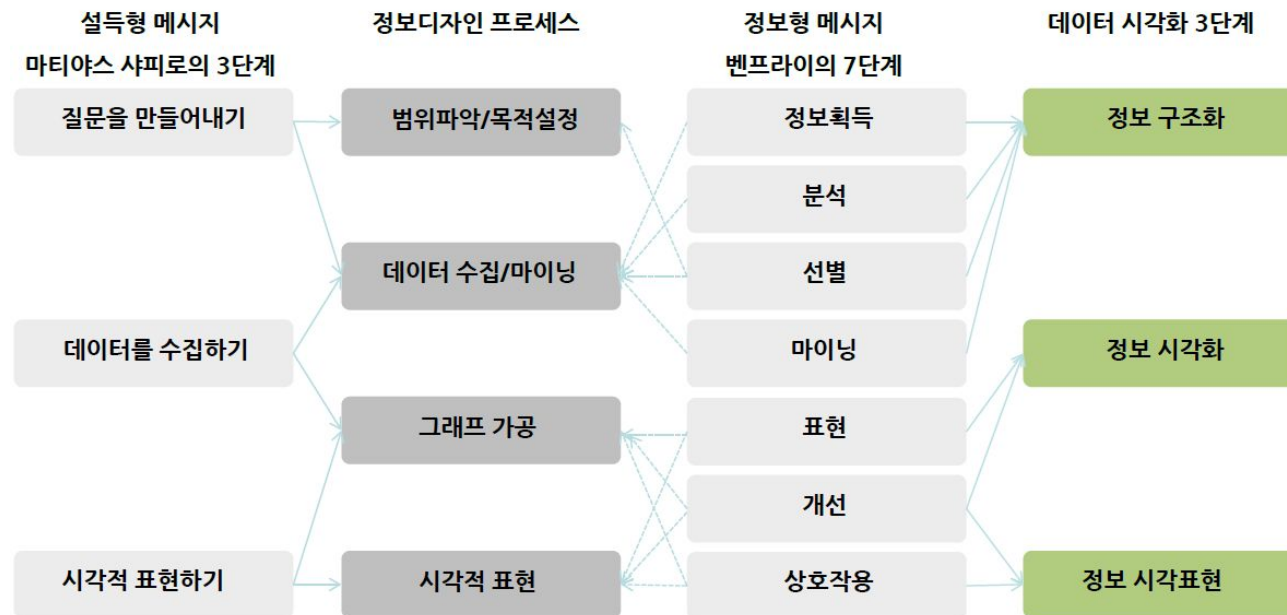 설득형 메시지
마티야스 샤피로의 3단계
정보디자인 프로세스
정보형 메시지
벤프라이의 7단계
데이터 시각화 3단계
질문을 만들어내기
범위파악/목적설정
정보획득
정보 구조화
분석
데이터 수집/마이닝
선별
데이터를 수집하기
마이닝
정보 시각화
그래프 가공
표현
개선
시각적 표현하기
시각적 표현
상호작용
정보 시각표현